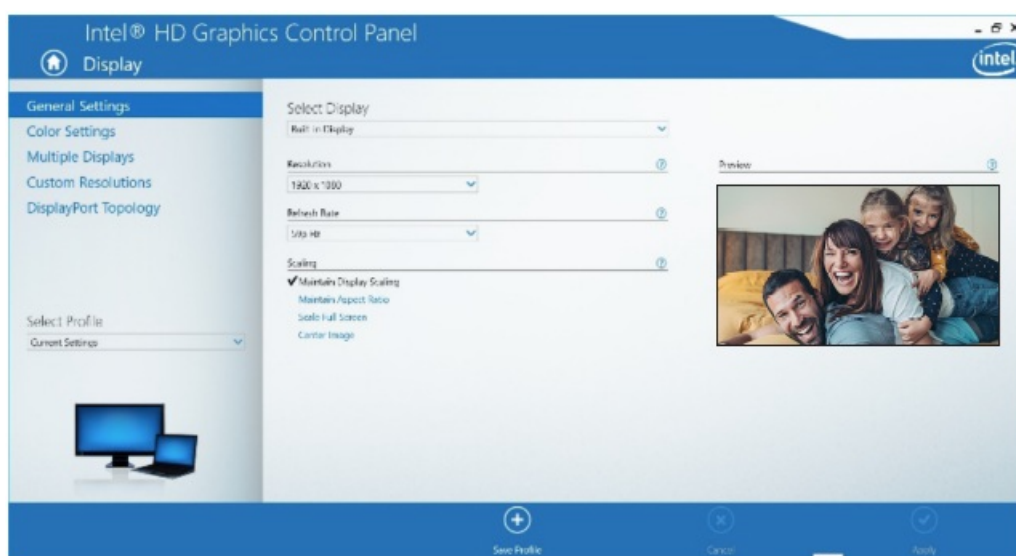 Intel® HD Graphics Control Panel
Display
intel
General Settings
Color Settings
Multiple Displays
Custom Resolutions
DisplayPort Topology
Select Profile
Current Settings
Select Display
Built-in Display
Resolution
1920 x 1080
Refresh Rate
Scaling
Maintain Display Scaling
Maintain Aspect Ratio
Scale Full Screen
Center Image
Preview
Save Profile
Cancel
Apply